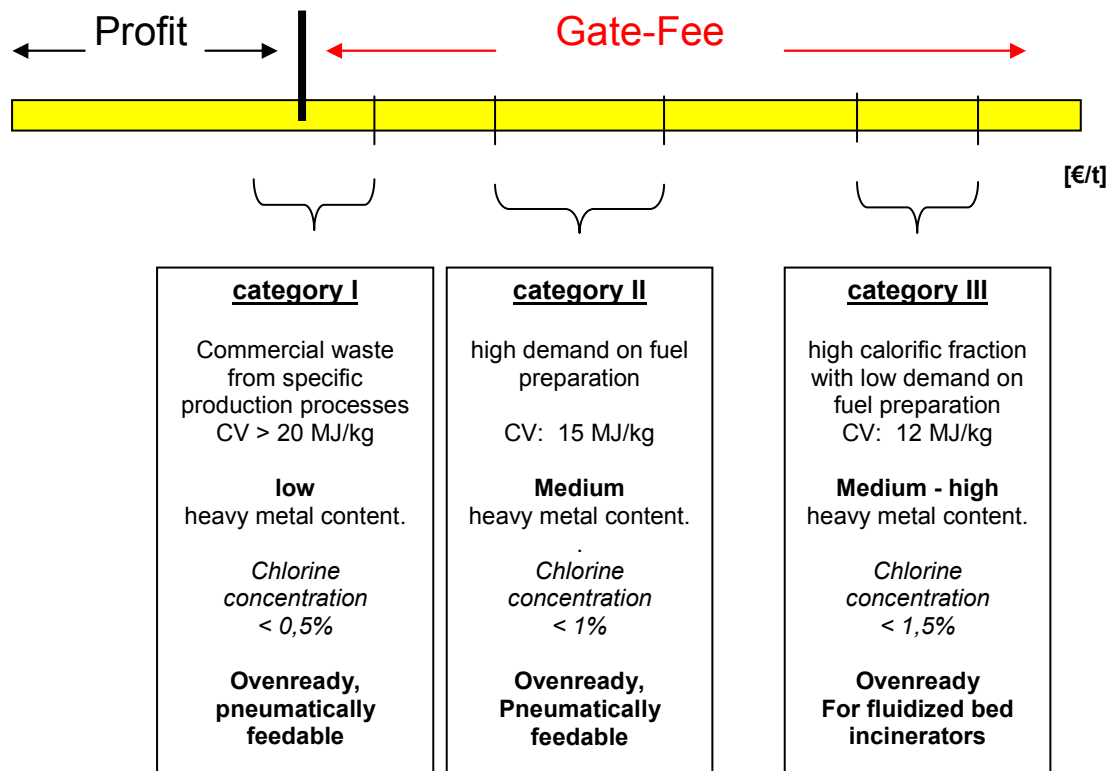 Profit
Gate-Fee
[€/t]
category I
Commercial waste
from specific
production processes
CV > 20 MJ/kg
low
heavy metal content.
Chlorine
concentration
< 0,5%
Ovenready,
pneumatically
feedable
category II
high demand on fuel
preparation
CV: 15 MJ/kg
Medium
heavy metal content.
.
Chlorine
concentration
< 1%
Ovenready,
Pneumatically
feedable
category III
high calorific fraction
with low demand on
fuel preparation
CV: 12 MJ/kg
Medium - high
heavy metal content.
Chlorine
concentration
< 1,5%
Ovenready
For fluidized bed
incinerators